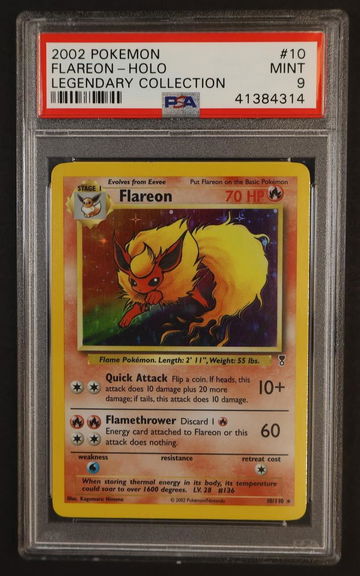 2002 POKEMON #10
FLAREON - HOLO MINT
LEGENDARY COLLECTION 9
PSA 41384314
Evolves from Eevee Put Flareon on the Basic Pokémon
STAGE 1
Flareon 70 HP
Flame Pokémon. Length: 2' 11", Weight: 55 lbs.
Quick Attack Flip a coin. If heads, this
attack does 10 damage plus 20 more
damage; if tails, this attack does 10 damage.
10+
Flamethrower Discard 1
Energy card attached to Flareon or this
attack does nothing.
60
weakness resistance retreat cost
When storing thermal energy in its body, its temperature
could soar to over 1600 degrees. LV. 28 #136
Illus. Kagemaru Himeno ©2002 Pokémon/Nintendo 10/110